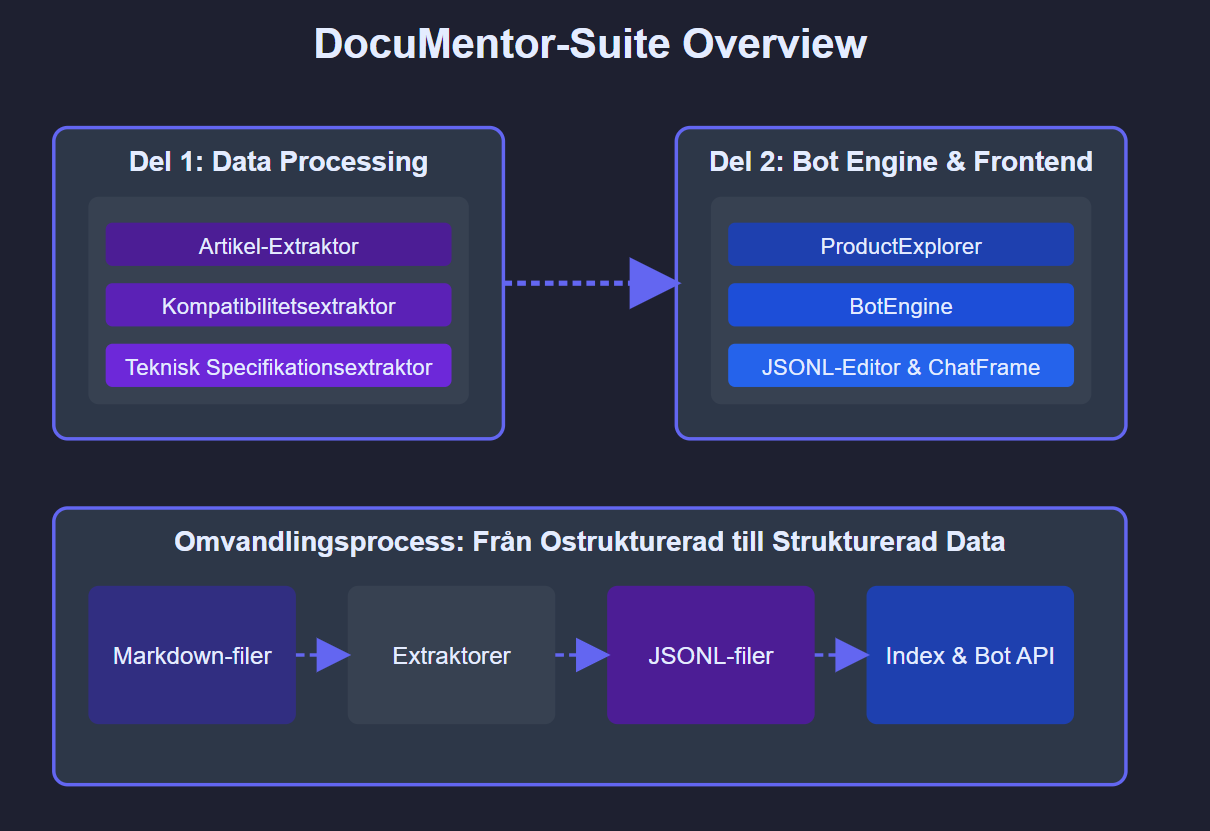 DocuMentor-Suite Overview
Del 1: Data Processing
Artikel-Extraktor
Kompatibilitetsextraktor
Teknisk Specifikationsextraktor
Del 2: Bot Engine & Frontend
ProductExplorer
BotEngine
JSONL-Editor & ChatFrame
Omvandlingsprocess: Från Ostrukturerad till Strukturerad Data
Markdown-filer
Extraktorer
JSONL-filer
Index & Bot API